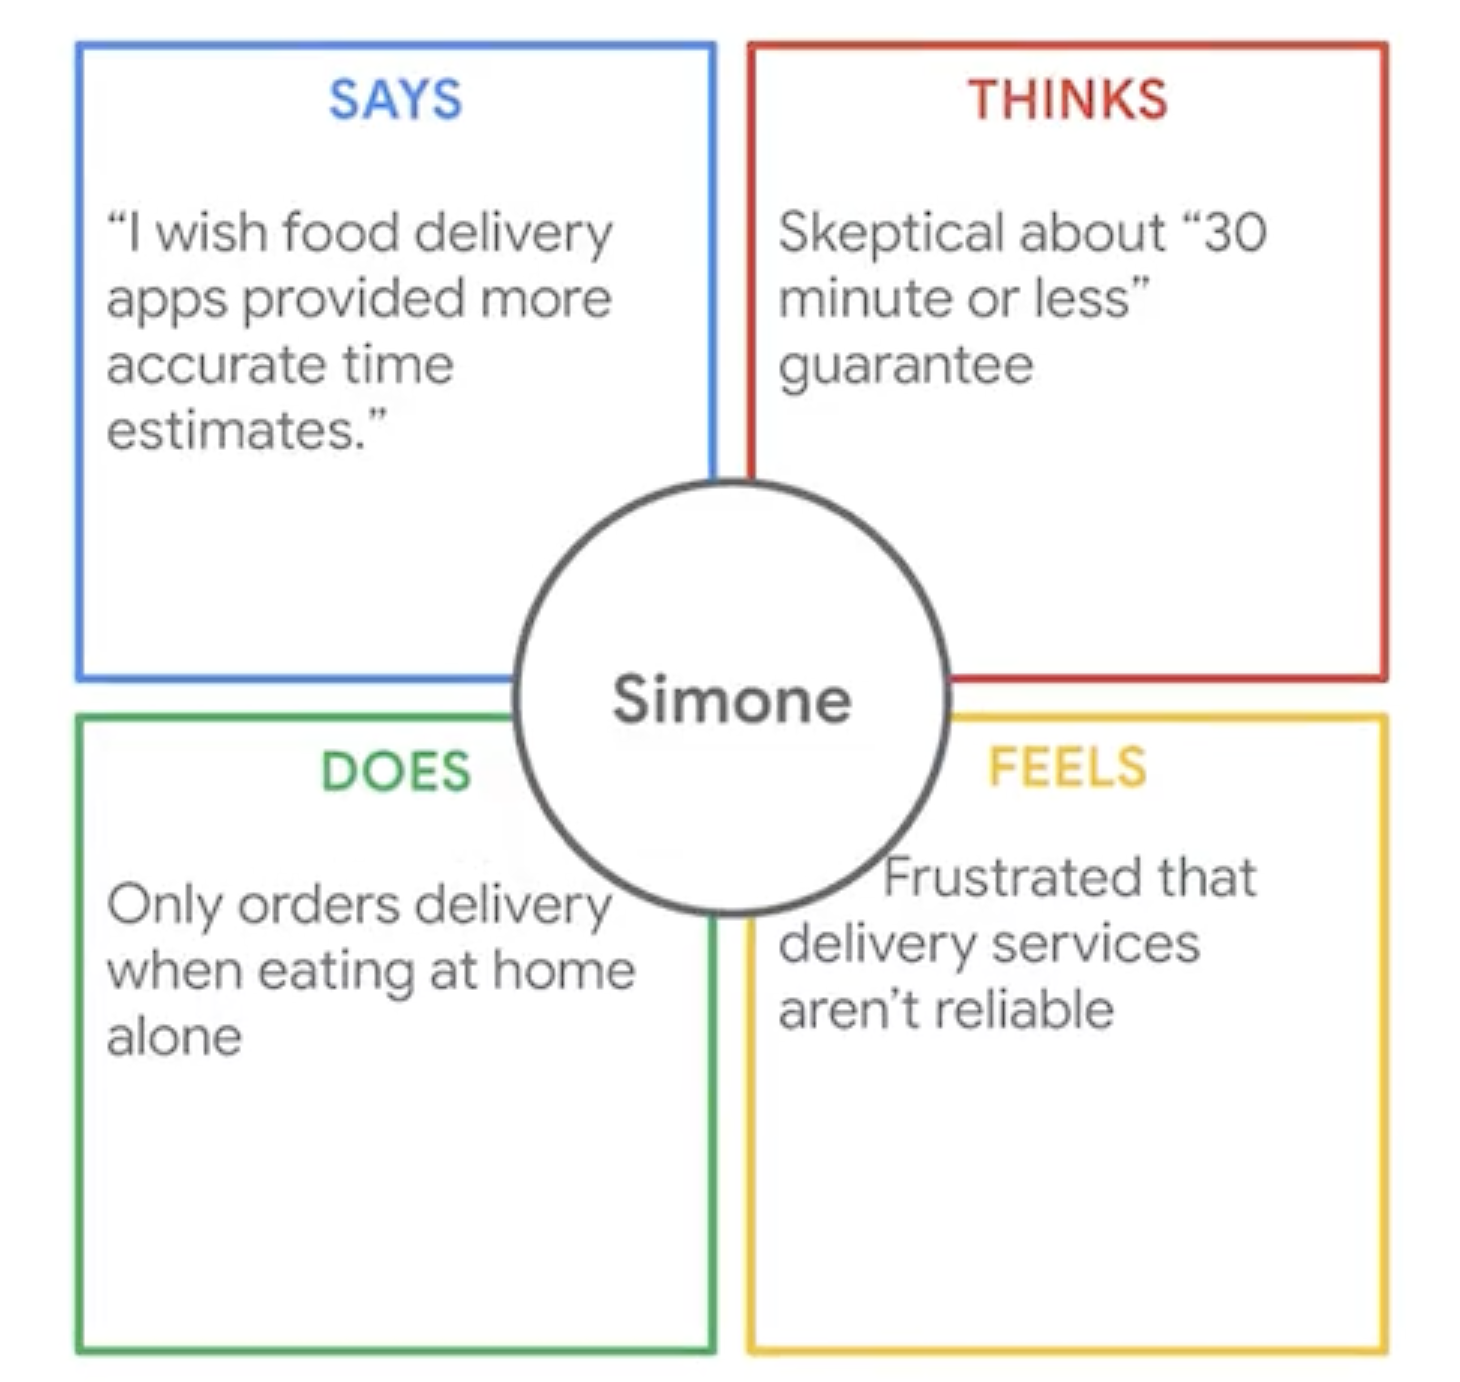 SAYS
“I wish food delivery
apps provided more
accurate time
estimates.”
THINKS
Skeptical about “30
minute or less”
guarantee
Simone
DOES
Only orders delivery
when eating at home
alone
FEELS
Frustrated that
delivery services
aren’t reliable